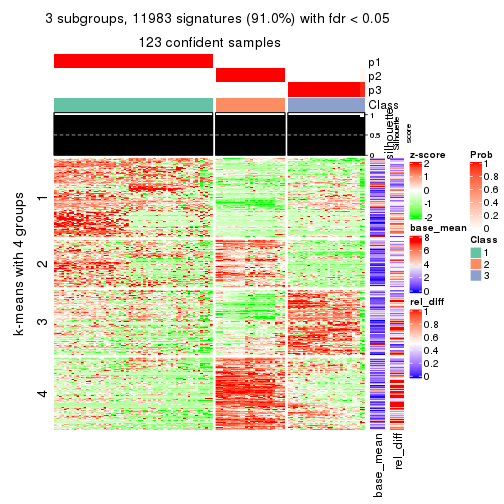 3 subgroups, 11983 signatures (91.0%) with fdr < 0.05
123 confident samples
p1
p2
p3
Class
1
0.5
0
silhouette
Silhouette
score
k-means with 4 groups
1
2
3
4
base_mean
rel_diff
z-score
2
1
0
-1
-2
base_mean
8
6
4
2
0
rel_diff
1
0.8
0.6
0.4
0.2
0
Prob
1
0.8
0.6
0.4
0.2
0
Class
1
2
3